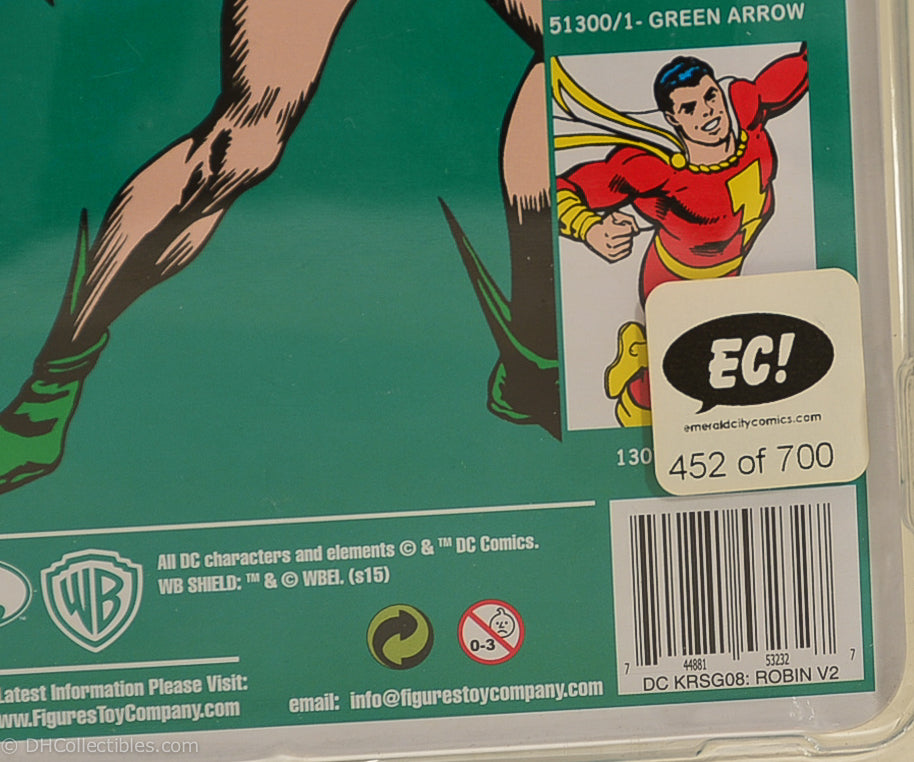 51300/1- GREEN ARROW
EC!
emeraldcitycomics.com
130
452 of 700
All DC characters and elements © & ™ DC Comics.
WB SHIELD: ™ & © WBEI. (s15)
WB
0-3
Latest Information Please Visit:
www.FiguresToyCompany.com
email: info@figurestoycompany.com
7 44881 53232 7
DC KRSG08: ROBIN V2
© DHCollectibles.com